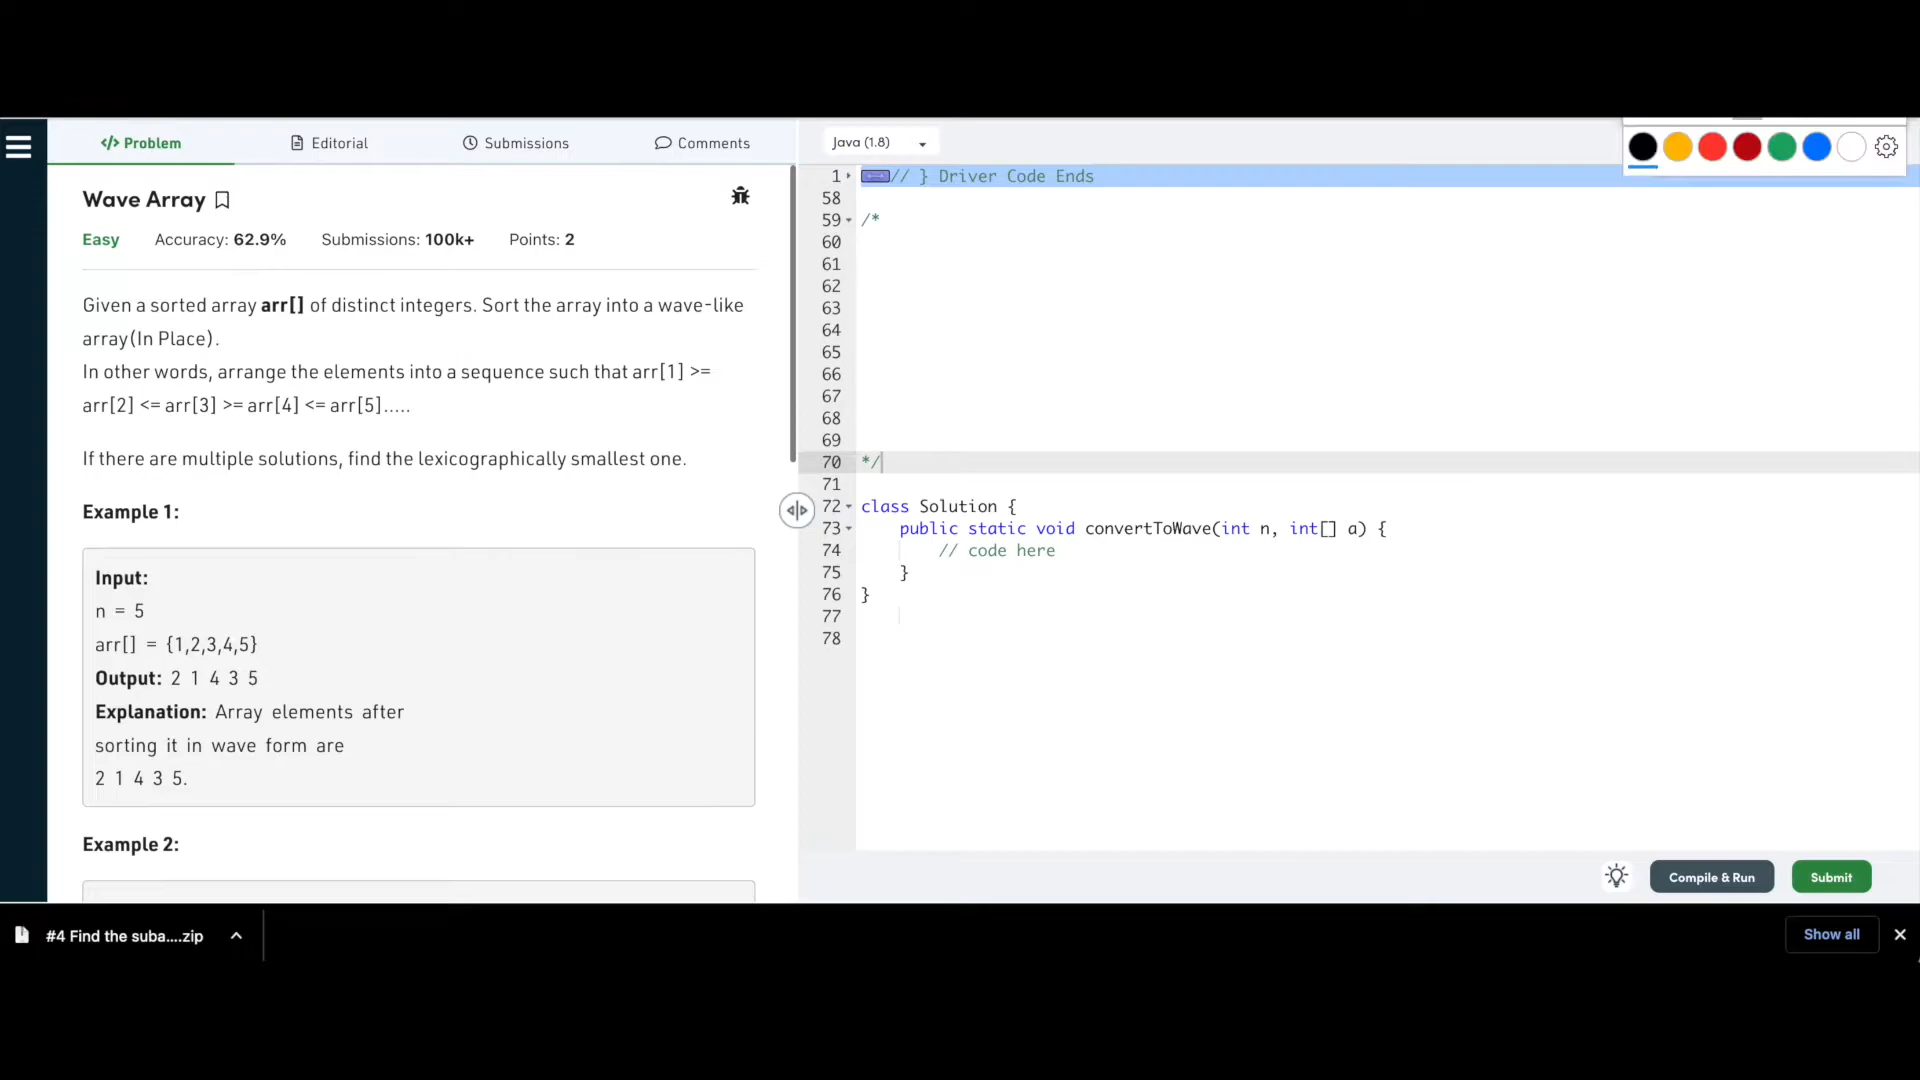 </> Problem
Editorial
Submissions
Comments
Wave Array
Easy Accuracy: 62.9% Submissions: 100k+ Points: 2
Given a sorted array arr[] of distinct integers. Sort the array into a wave-like
array(In Place).
In other words, arrange the elements into a sequence such that arr[1] >=
arr[2] <= arr[3] >= arr[4] <= arr[5].....
If there are multiple solutions, find the lexicographically smallest one.
Example 1:
Input:
n = 5
arr[] = {1,2,3,4,5}
Output: 2 1 4 3 5
Explanation: Array elements after
sorting it in wave form are
2 1 4 3 5.
Example 2:
Java (1.8)
1 // } Driver Code Ends
58
59 /*
60
61
62
63
64
65
66
67
68
69
70 */
71
72 class Solution {
73 public static void convertToWave(int n, int[] a) {
74 // code here
75 }
76 }
77
78
Compile & Run
Submit
#4 Find the suba....zip
Show all